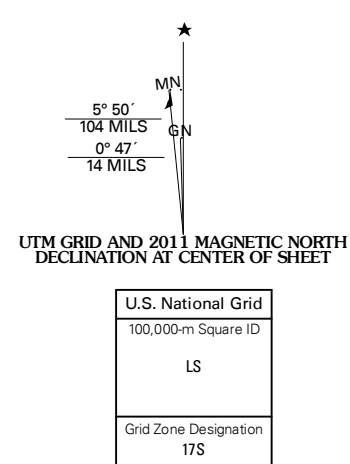 ★
MN
5° 50´
104 MILS
GN
0° 47´
14 MILS
UTM GRID AND 2011 MAGNETIC NORTH
DECLINATION AT CENTER OF SHEET
U.S. National Grid
100,000-m Square ID
LS
Grid Zone Designation
17S